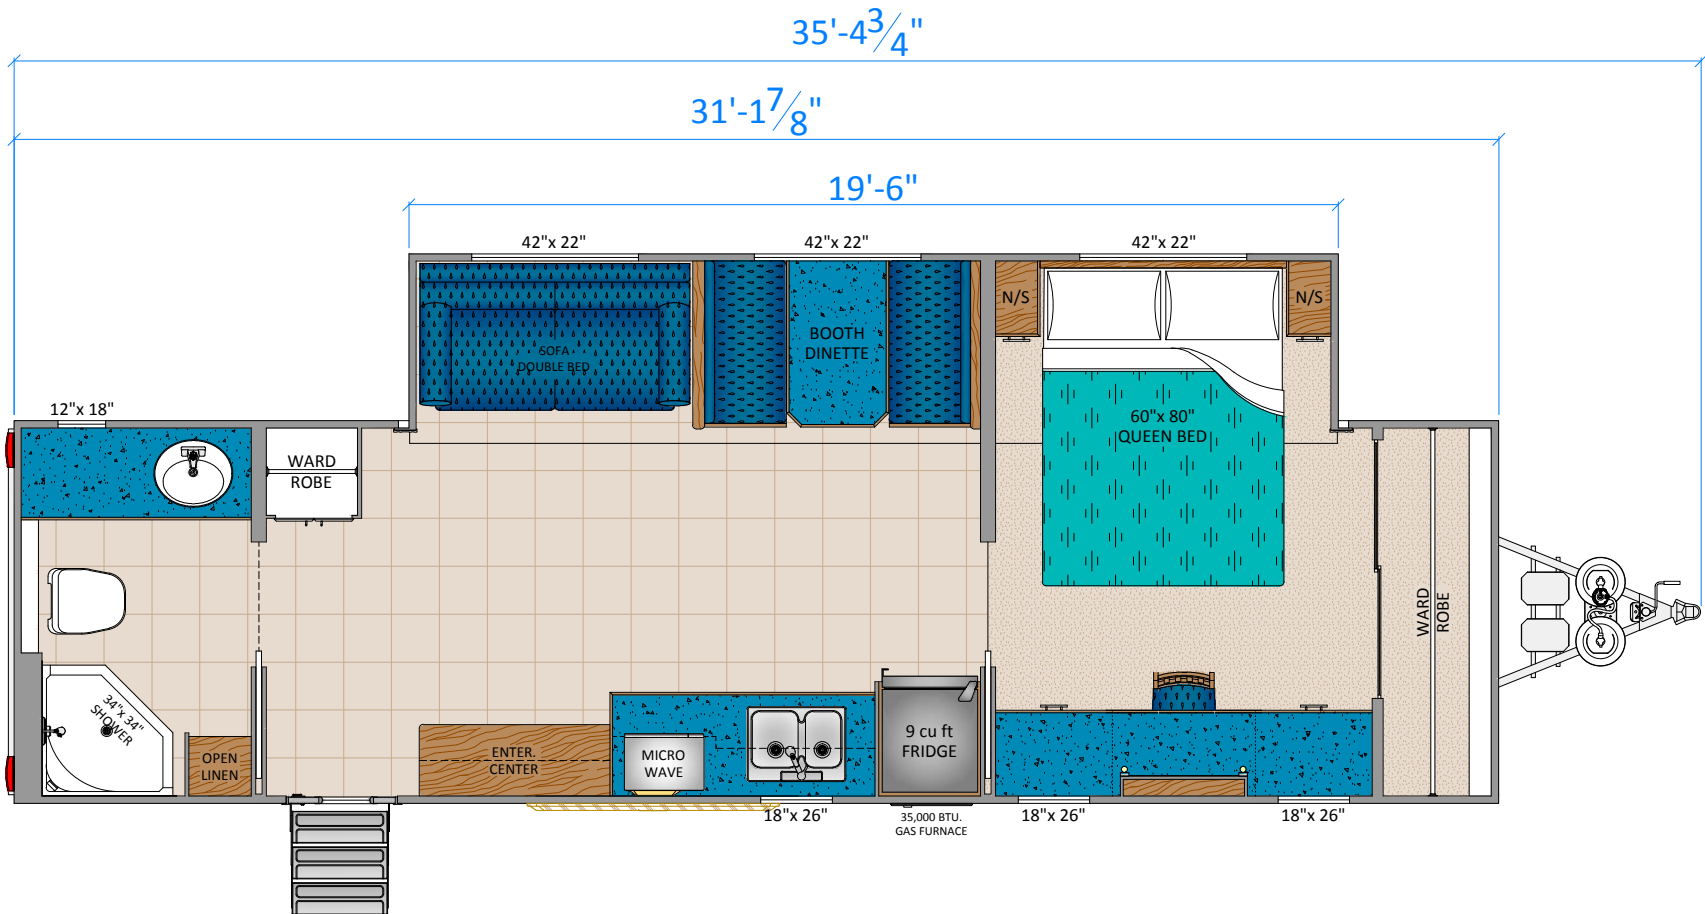 35'-4 3/4"
31'-1 7/8"
19'-6"
42"x 22"
42"x 22"
42"x 22"
N/S
N/S
BOOTH
DINETTE
SOFA
DOUBLE BED
12"x 18"
60"x 80"
QUEEN BED
WARD
ROBE
WARD
ROBE
34"x 34"
SHOWER
OPEN
LINEN
ENTER.
CENTER
MICRO
WAVE
9 cu ft
FRIDGE
18"x 26"
35,000 BTU.
GAS FURNACE
18"x 26"
18"x 26"